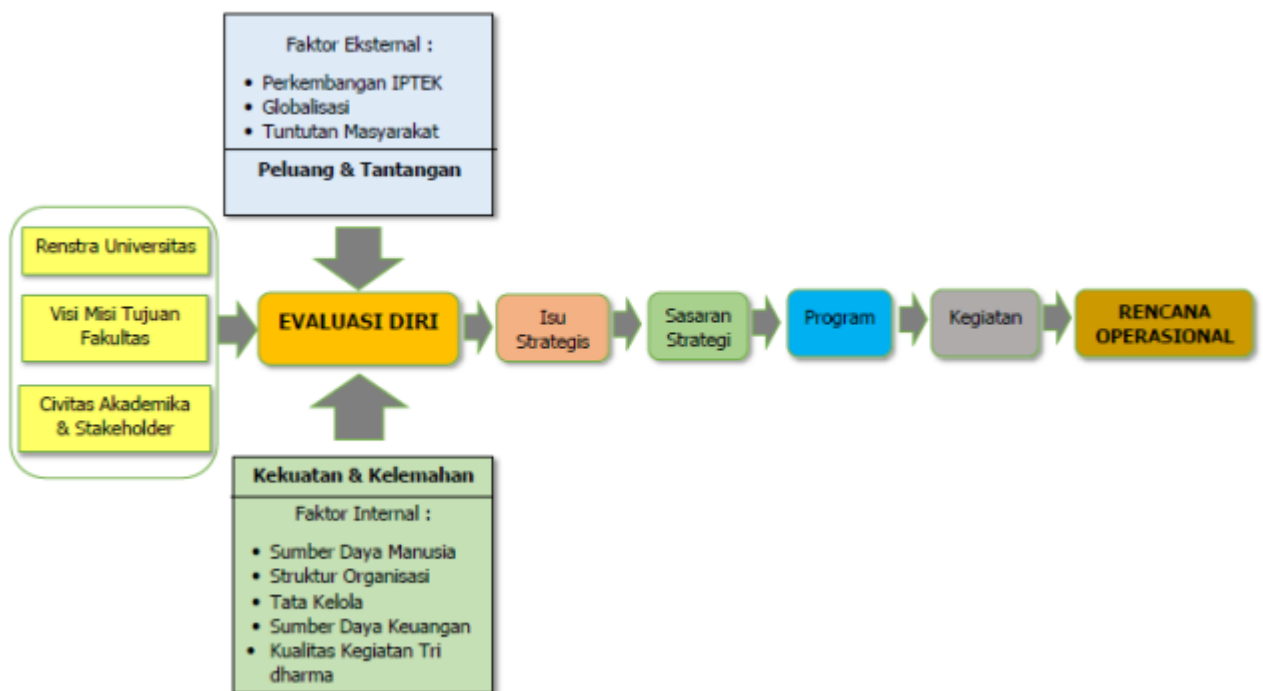 Faktor Eksternal :
• Perkembangan IPTEK
• Globalisasi
• Tuntutan Masyarakat
Peluang & Tantangan
Renstra Universitas
Visi Misi Tujuan
Fakultas
Civitas Akademika
& Stakeholder
EVALUASI DIRI
Isu
Strategis
Sasaran
Strategi
Program
Kegiatan
RENCANA
OPERASIONAL
Kekuatan & Kelemahan
Faktor Internal :
• Sumber Daya Manusia
• Struktur Organisasi
• Tata Kelola
• Sumber Daya Keuangan
• Kualitas Kegiatan Tri
dharma